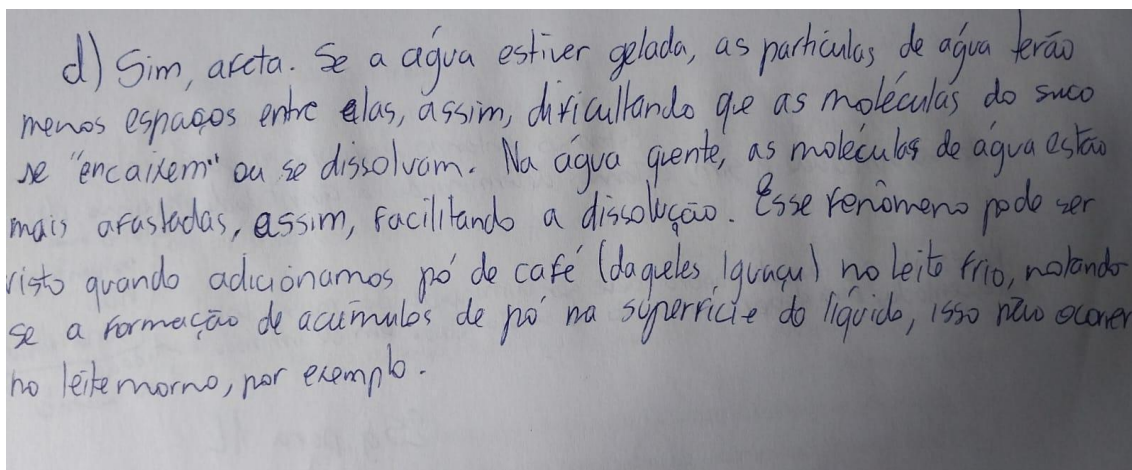 d) Sim, afeta. Se a água estiver gelada, as partículas de água terão
menos espaços entre elas, assim, dificultando que as moléculas do suco
se "encaixem" ou se dissolvam. Na água quente, as moléculas de água estão
mais afastadas, assim, facilitando a dissolução. Esse fenômeno pode ser
visto quando adicionamos pó de café (daqueles Iguaçu) no leite frio, notando
se a formação de acúmulos de pó na superfície do líquido, isso não ocorrer
no leite morno, por exemplo.